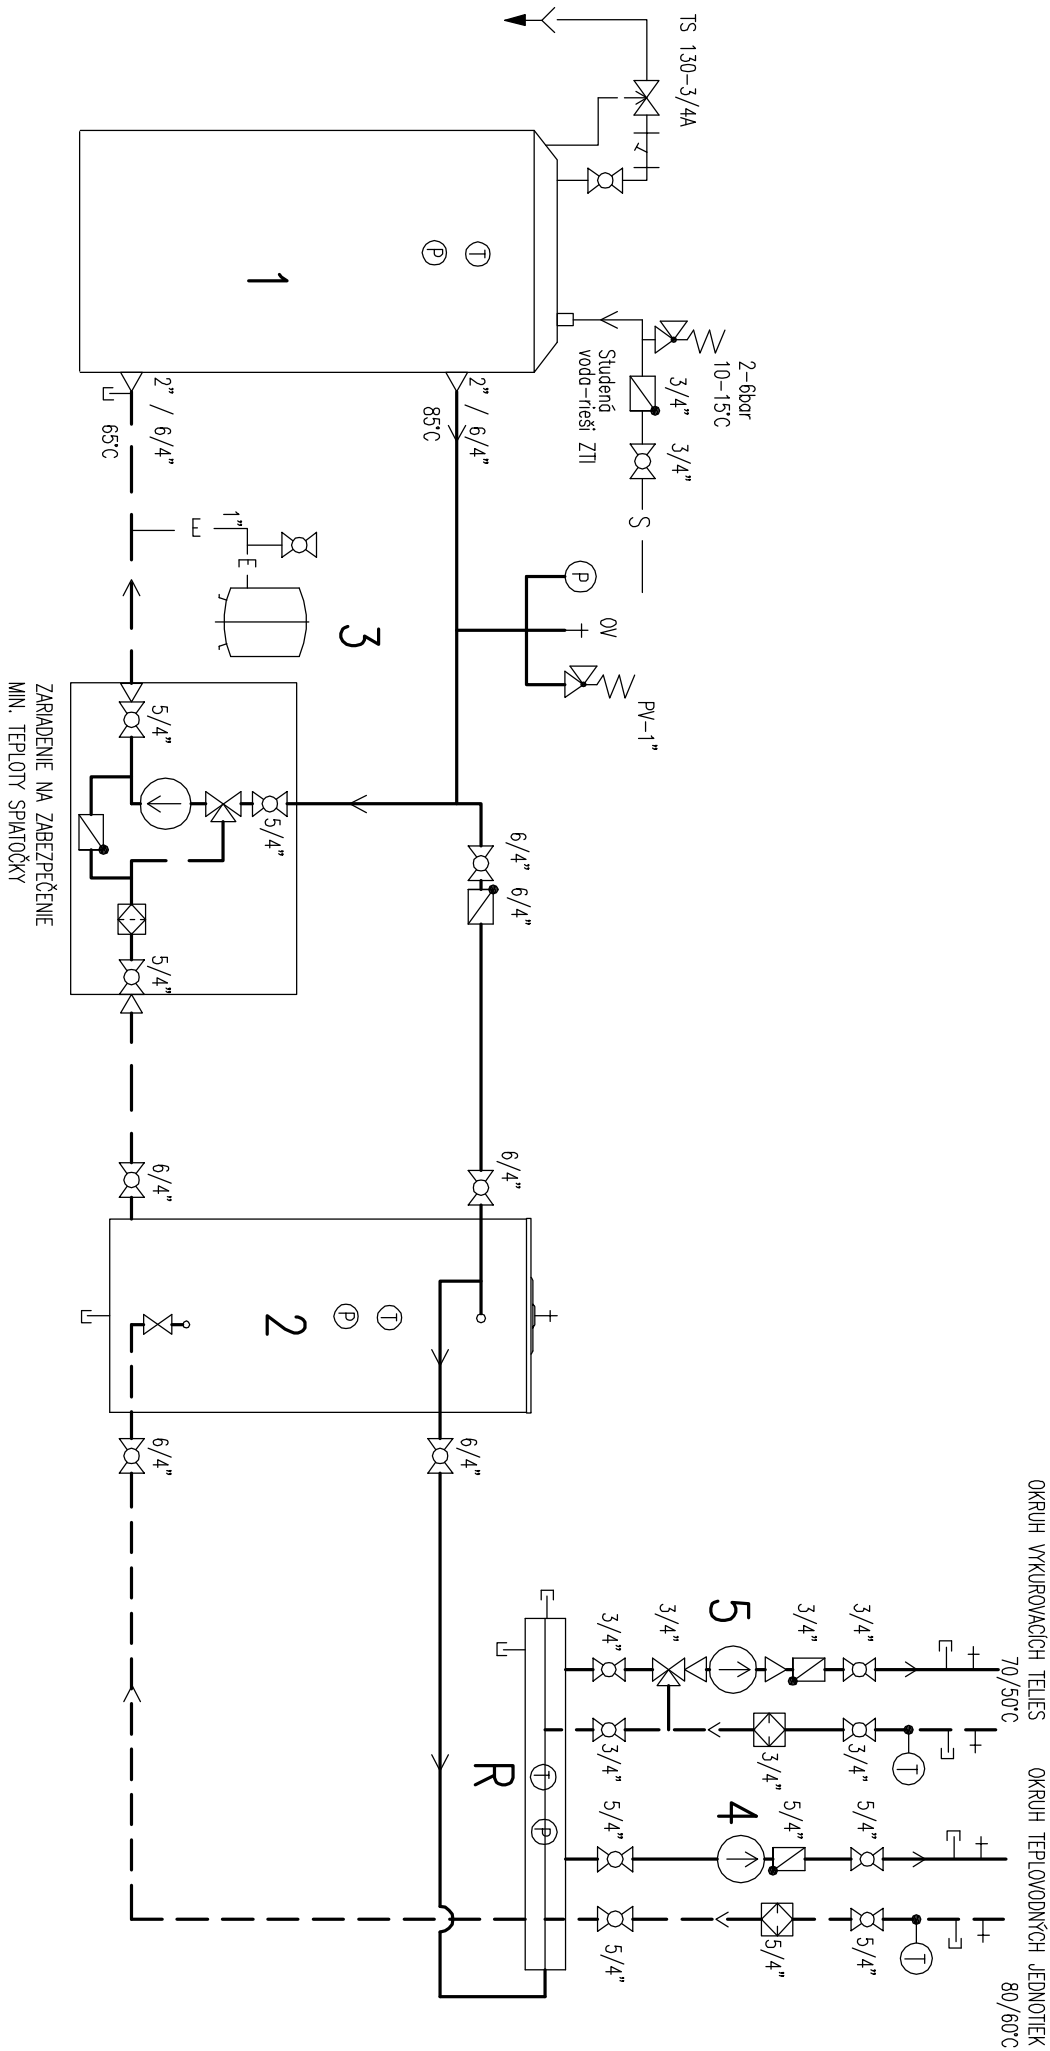 TS 130-3/4A
2-6bar
10-15°C
3/4"
3/4"
Studená
voda-rieši ZTI
S
T
P
1
2" / 6/4"
85°C
2" / 6/4"
65°C
1"
E
E
3
P
OV
PV-1"
5/4"
5/4"
5/4"
ZARIADENIE NA ZABEZPEČENIE
MIN. TEPLOTY SPIATOČKY
6/4"
6/4"
6/4"
6/4"
2
T
P
6/4"
6/4"
OKRUH VYKUROVACÍCH TELIES
70/50°C
3/4"
3/4"
5
3/4"
3/4"
3/4"
3/4"
3/4"
T
R
T
P
OKRUH TEPLOVODNÝCH JEDNOTIEK
80/60°C
5/4"
4
5/4"
5/4"
5/4"
5/4"
5/4"
T